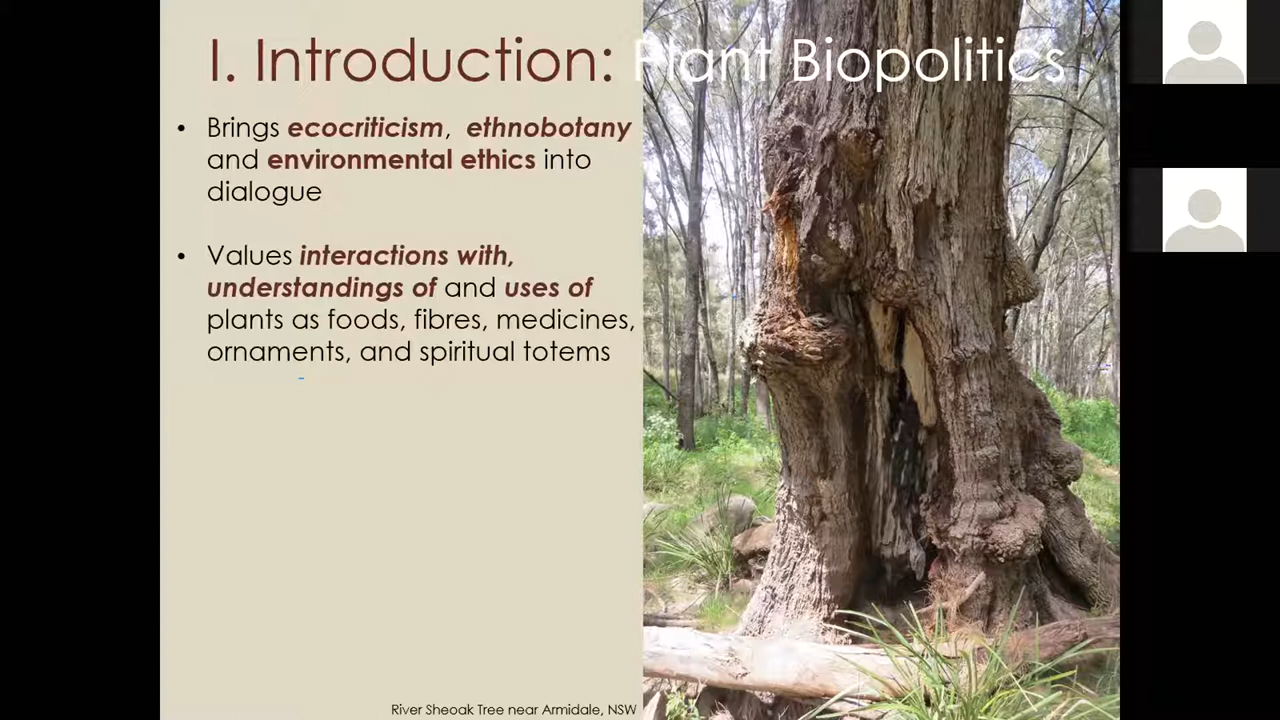 I. Introduction: Plant Biopolitics
• Brings ecocriticism, ethnobotany
and environmental ethics into
dialogue
• Values interactions with,
understandings of and uses of
plants as foods, fibres, medicines,
ornaments, and spiritual totems
River Sheoak Tree near Armidale, NSW